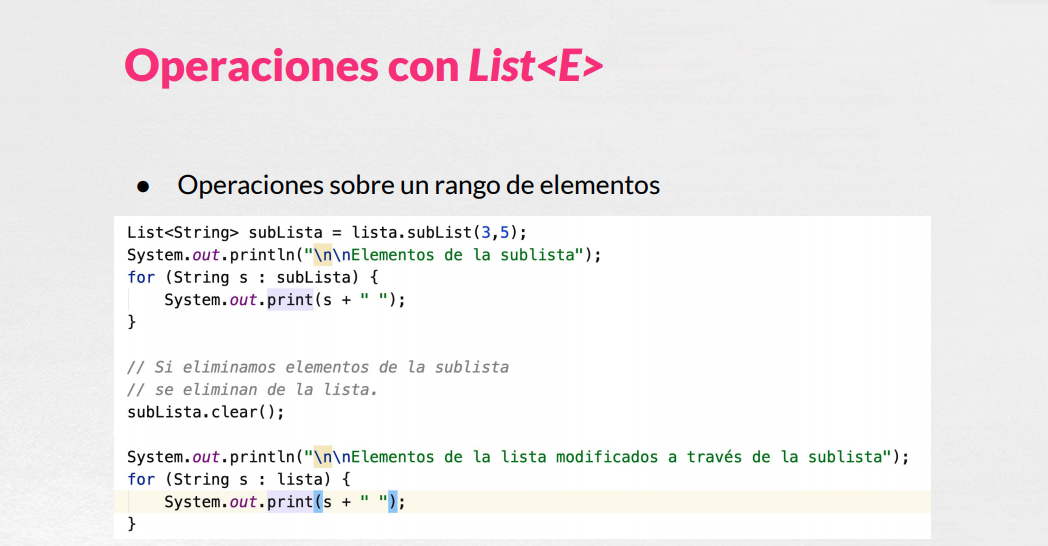 Operaciones con List<E>
● Operaciones sobre un rango de elementos
List<String> subLista = lista.subList(3,5);
System.out.println("\n\nElementos de la sublista");
for (String s : subLista) {
    System.out.print(s + " ");
}
// Si eliminamos elementos de la sublista
// se eliminan de la lista.
subLista.clear();
System.out.println("\n\nElementos de la lista modificados a través de la sublista");
for (String s : lista) {
    System.out.print(s + " ");
}